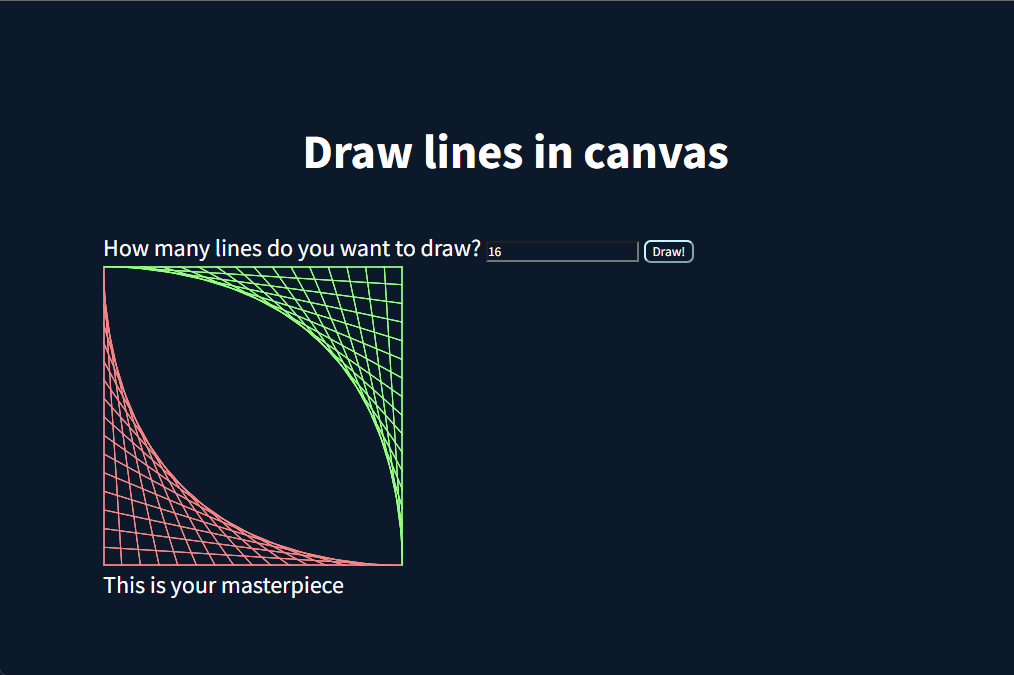 Draw lines in canvas
How many lines do you want to draw? 16 Draw!
This is your masterpiece